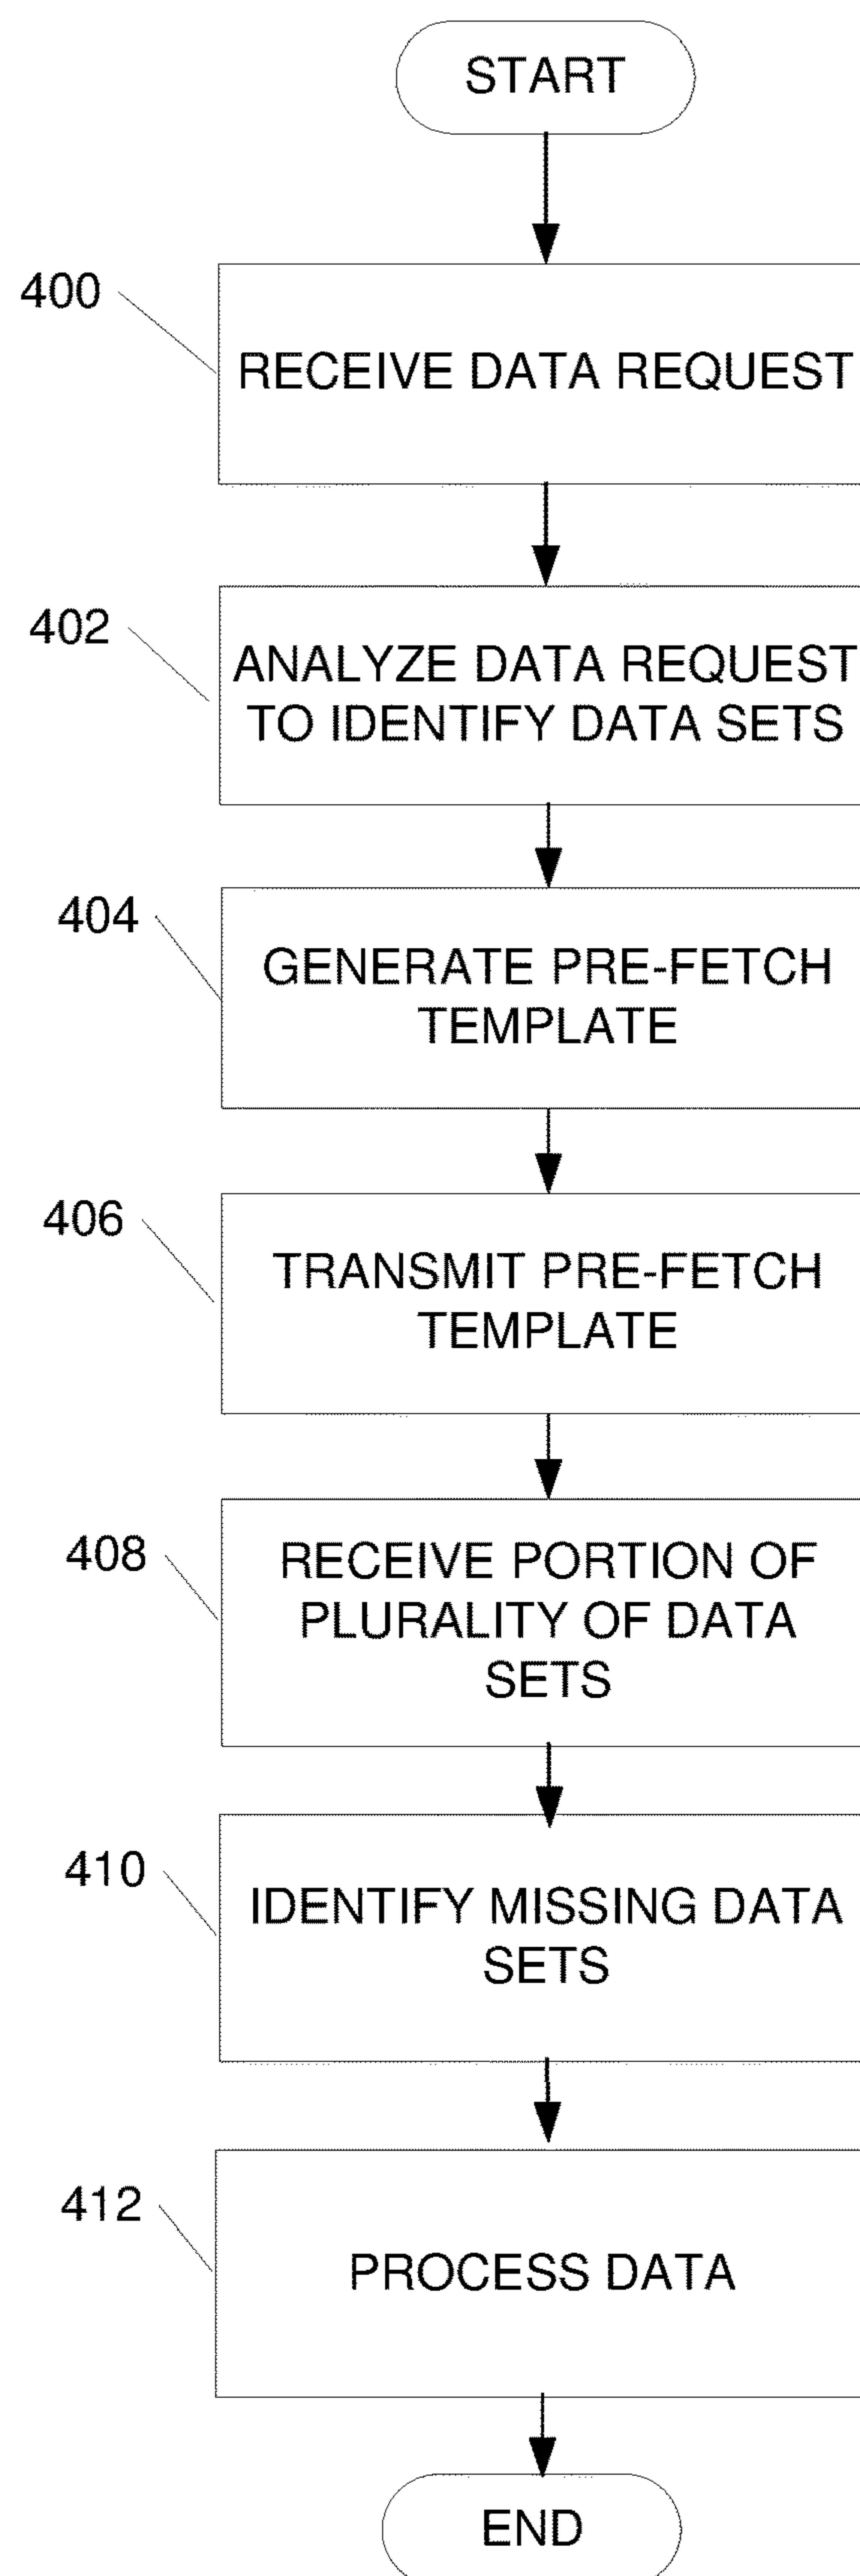 START
400
RECEIVE DATA REQUEST
402
ANALYZE DATA REQUEST
TO IDENTIFY DATA SETS
404
GENERATE PRE-FETCH
TEMPLATE
406
TRANSMIT PRE-FETCH
TEMPLATE
408
RECEIVE PORTION OF
PLURALITY OF DATA
SETS
410
IDENTIFY MISSING DATA
SETS
412
PROCESS DATA
END